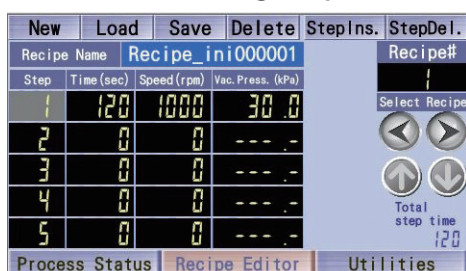 New Load Save Delete StepIns. StepDel.
Recipe Name Recipe_ini000001 Recipe#
Step Time(sec) Speed(rpm) Vac.Press. (kPa) 1
1 120 1000 30.0 Select Recipe
2 0 0 ---.-
3 0 0 ---.-
4 0 0 ---.- Total
step time
5 0 0 ---.- 120
Process Status Recipe Editor Utilities